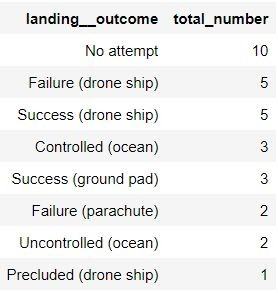 landing__outcome total_number
No attempt 10
Failure (drone ship) 5
Success (drone ship) 5
Controlled (ocean) 3
Success (ground pad) 3
Failure (parachute) 2
Uncontrolled (ocean) 2
Precluded (drone ship) 1